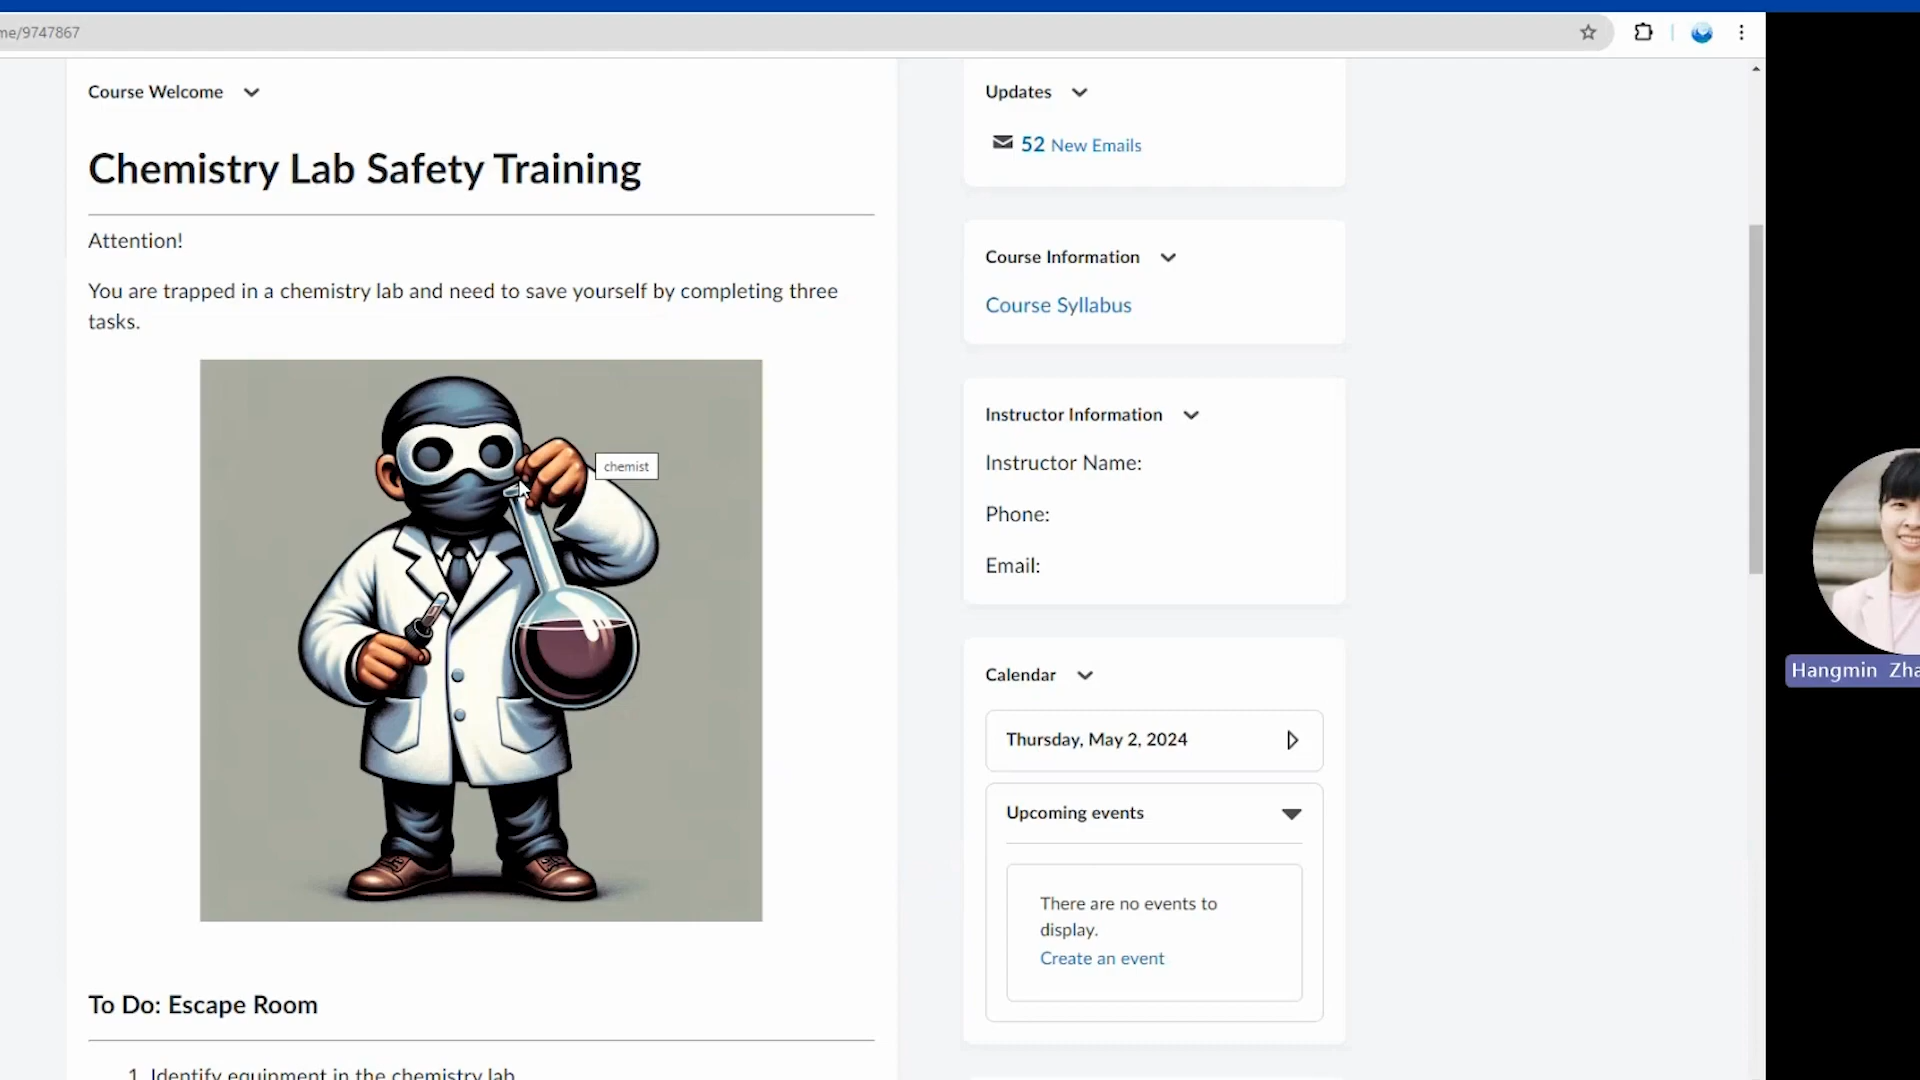 me/9747867
Course Welcome
Chemistry Lab Safety Training
Attention!
You are trapped in a chemistry lab and need to save yourself by completing three
tasks.
chemist
To Do: Escape Room
1. Identify equipment in the chemistry lab
Updates
52 New Emails
Course Information
Course Syllabus
Instructor Information
Instructor Name:
Phone:
Email:
Calendar
Thursday, May 2, 2024
Upcoming events
There are no events to
display.
Create an event
Hangmin Zha